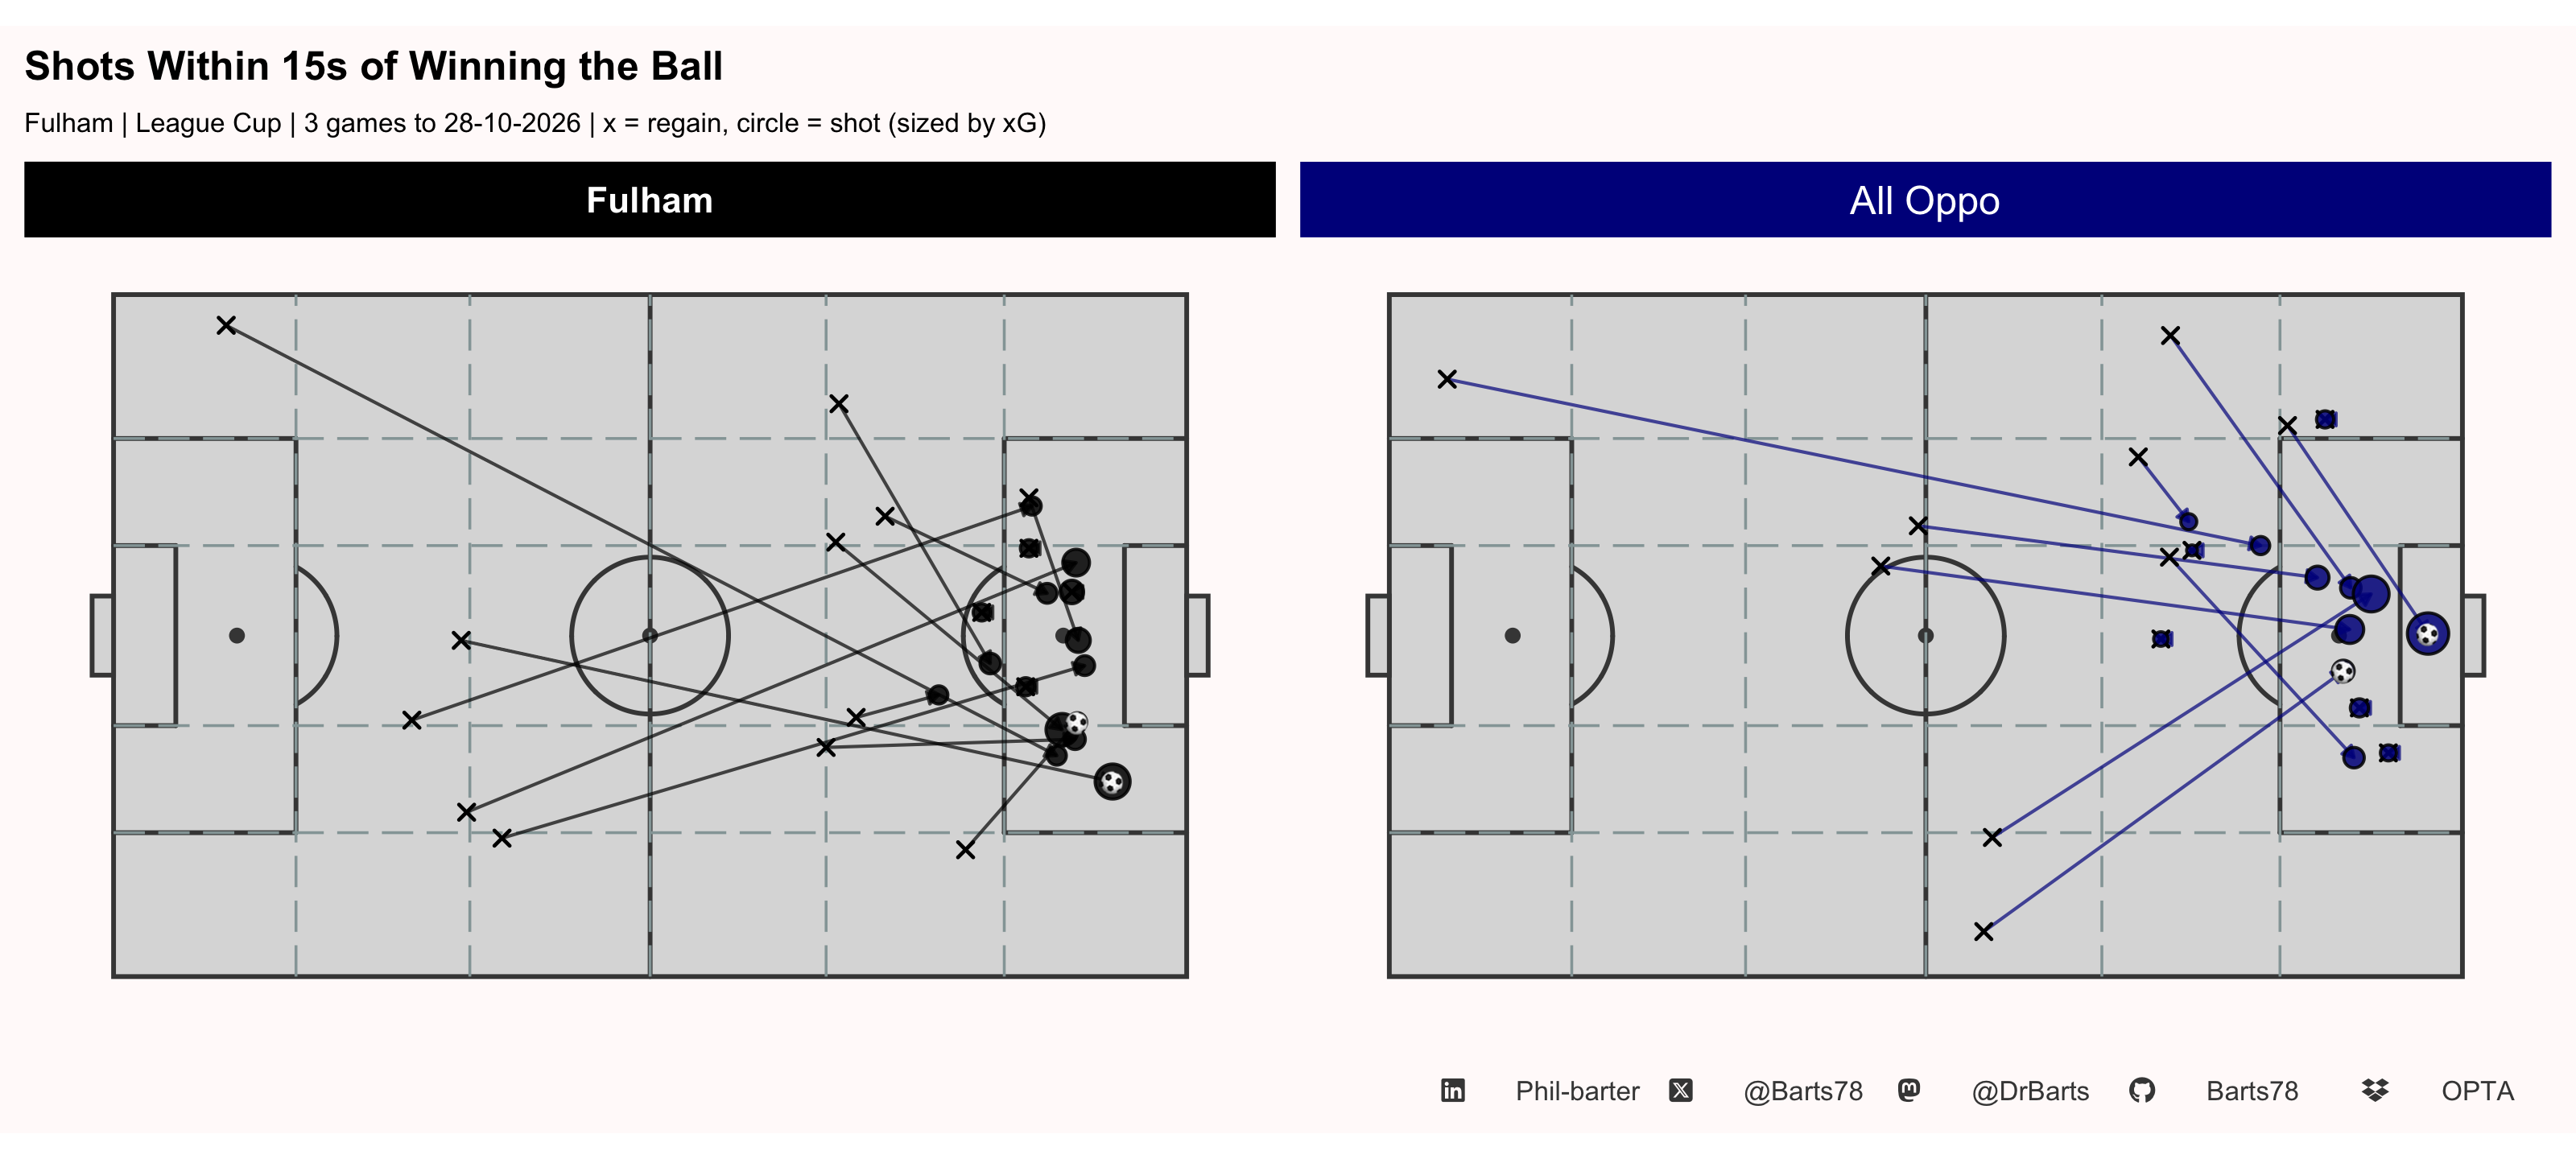 Shots Within 15s of Winning the Ball
Fulham | League Cup | 3 games to 28-10-2026 | x = regain, circle = shot (sized by xG)
Fulham
All Oppo
Phil-barter @Barts78 @DrBarts Barts78 OPTA